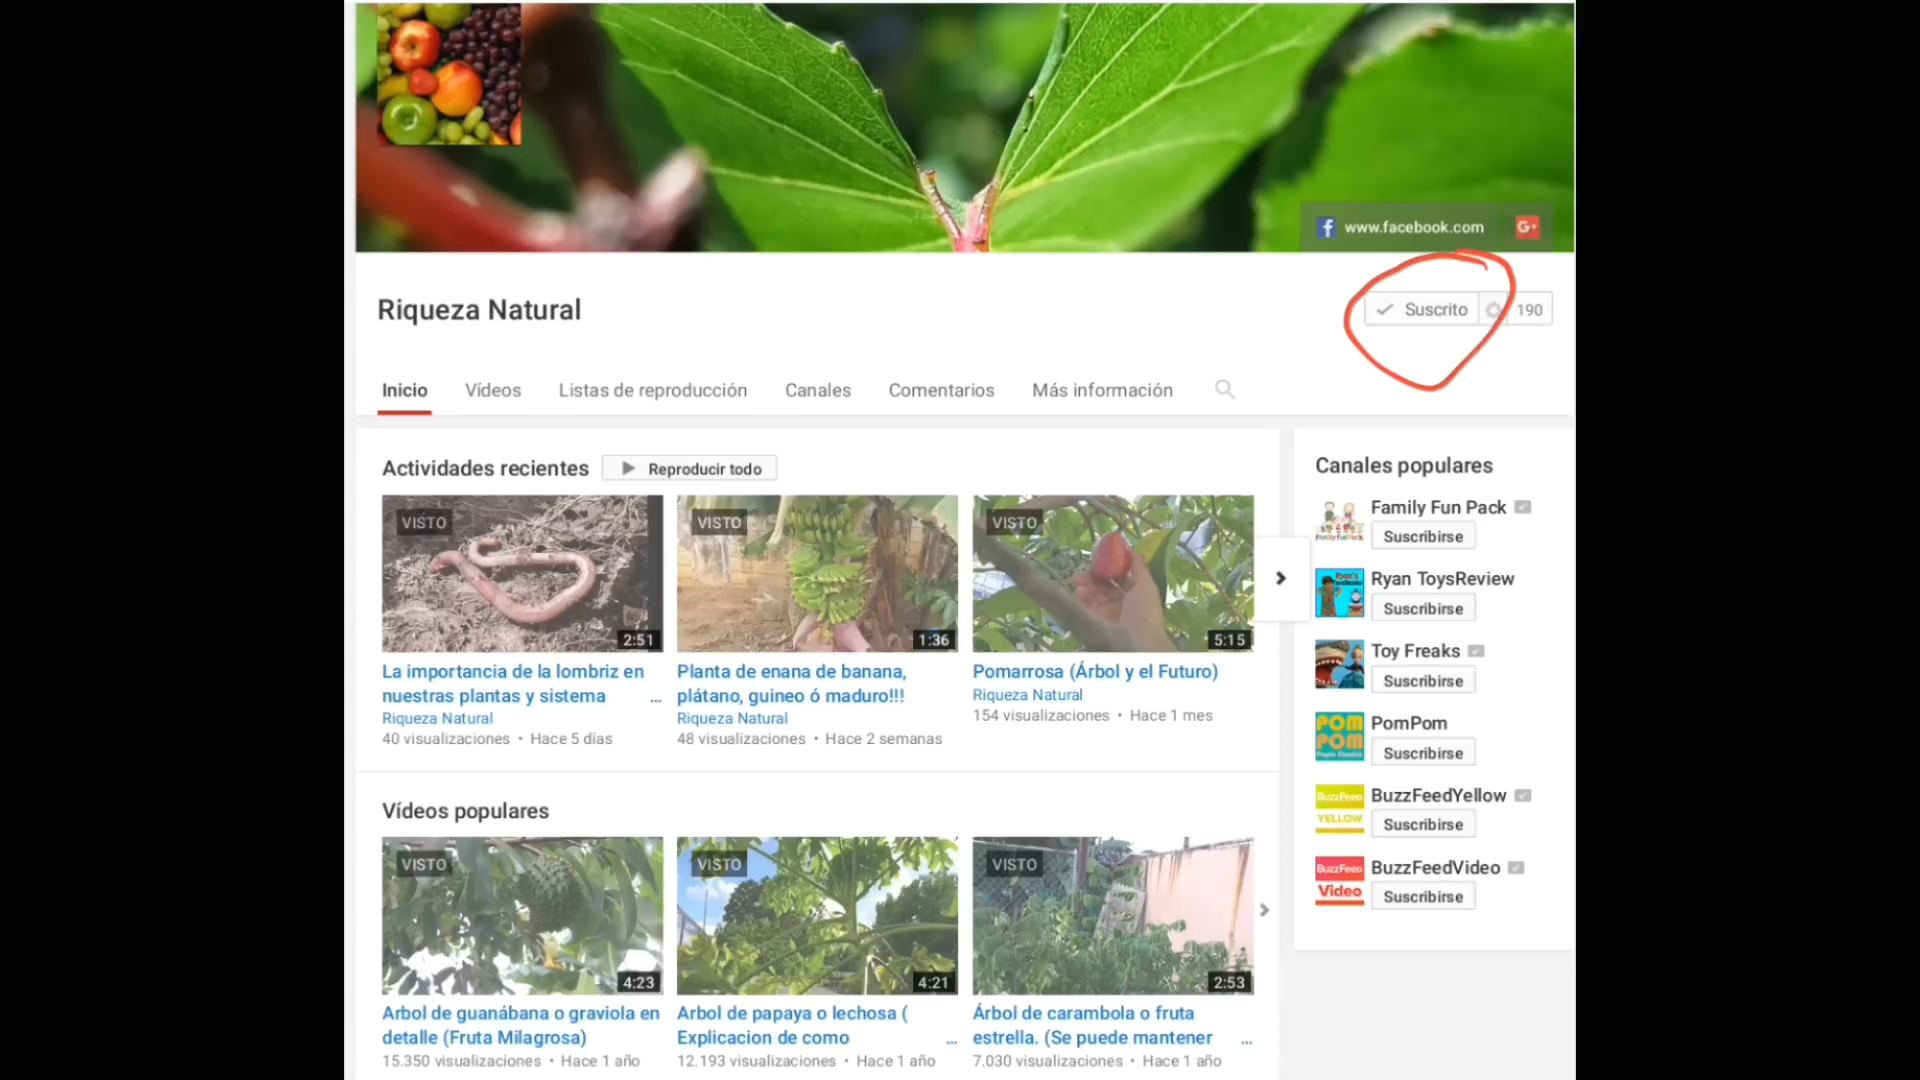 www.facebook.com
G+
Riqueza Natural
Suscrito
190
Inicio
Vídeos
Listas de reproducción
Canales
Comentarios
Más información
Actividades recientes
Reproducir todo
VISTO
2:51
VISTO
1:36
VISTO
5:15
La importancia de la lombriz en
nuestras plantas y sistema ...
Riqueza Natural
40 visualizaciones • Hace 5 días
Planta de enana de banana,
plátano, guineo ó maduro!!!
Riqueza Natural
48 visualizaciones • Hace 2 semanas
Pomarrosa (Árbol y el Futuro)
Riqueza Natural
154 visualizaciones • Hace 1 mes
Vídeos populares
VISTO
4:23
VISTO
4:21
VISTO
2:53
Arbol de guanábana o graviola en
detalle (Fruta Milagrosa)
15.350 visualizaciones • Hace 1 año
Arbol de papaya o lechosa (
Explicacion de como ...
12.193 visualizaciones • Hace 1 año
Árbol de carambola o fruta
estrella. (Se puede mantener ...
7.030 visualizaciones • Hace 1 año
Canales populares
Family Fun Pack
Suscribirse
Ryan ToysReview
Suscribirse
Toy Freaks
Suscribirse
POM
POM
PomPom
Suscribirse
BuzzFeed
YELLOW
BuzzFeedYellow
Suscribirse
BuzzFeed
Video
BuzzFeedVideo
Suscribirse